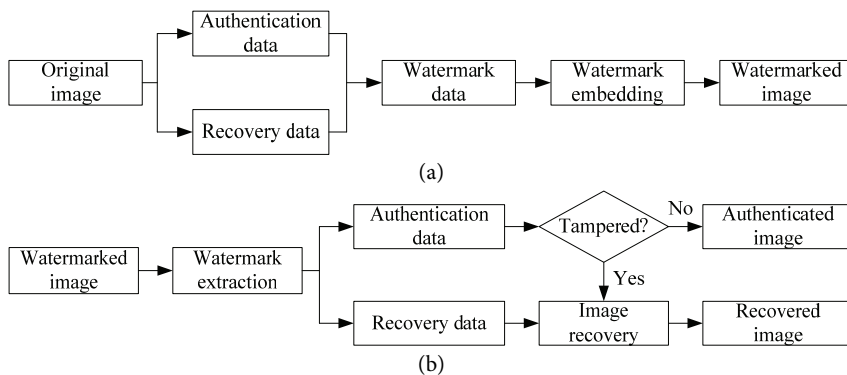 Authentication
data
Original
image
Recovery data
Watermark
data
Watermark
embedding
Watermarked
image
(a)
Watermarked
image
Watermark
extraction
Authentication
data
Tampered?
No
Authenticated
image
Yes
Recovery data
Image
recovery
Recovered
image
(b)